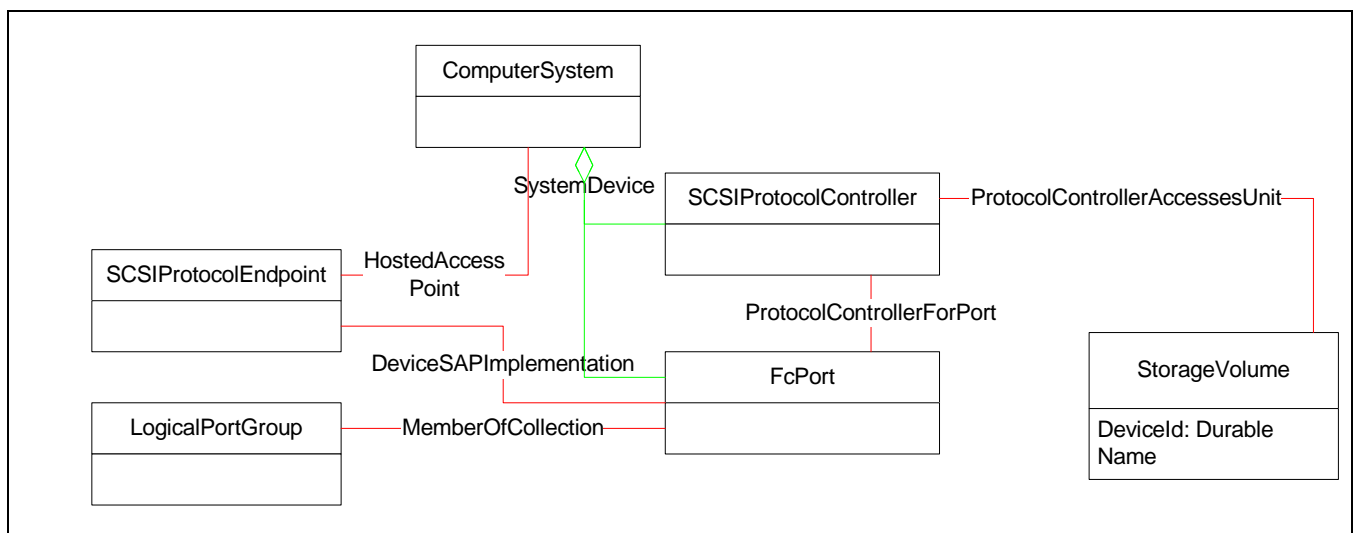 ComputerSystem
SystemDevice
SCSIProtocolController
ProtocolControllerAccessesUnit
SCSIProtocolEndpoint
HostedAccess
Point
ProtocolControllerForPort
DeviceSAPImplementation
FcPort
StorageVolume
LogicalPortGroup
MemberOfCollection
DeviceId: Durable
Name